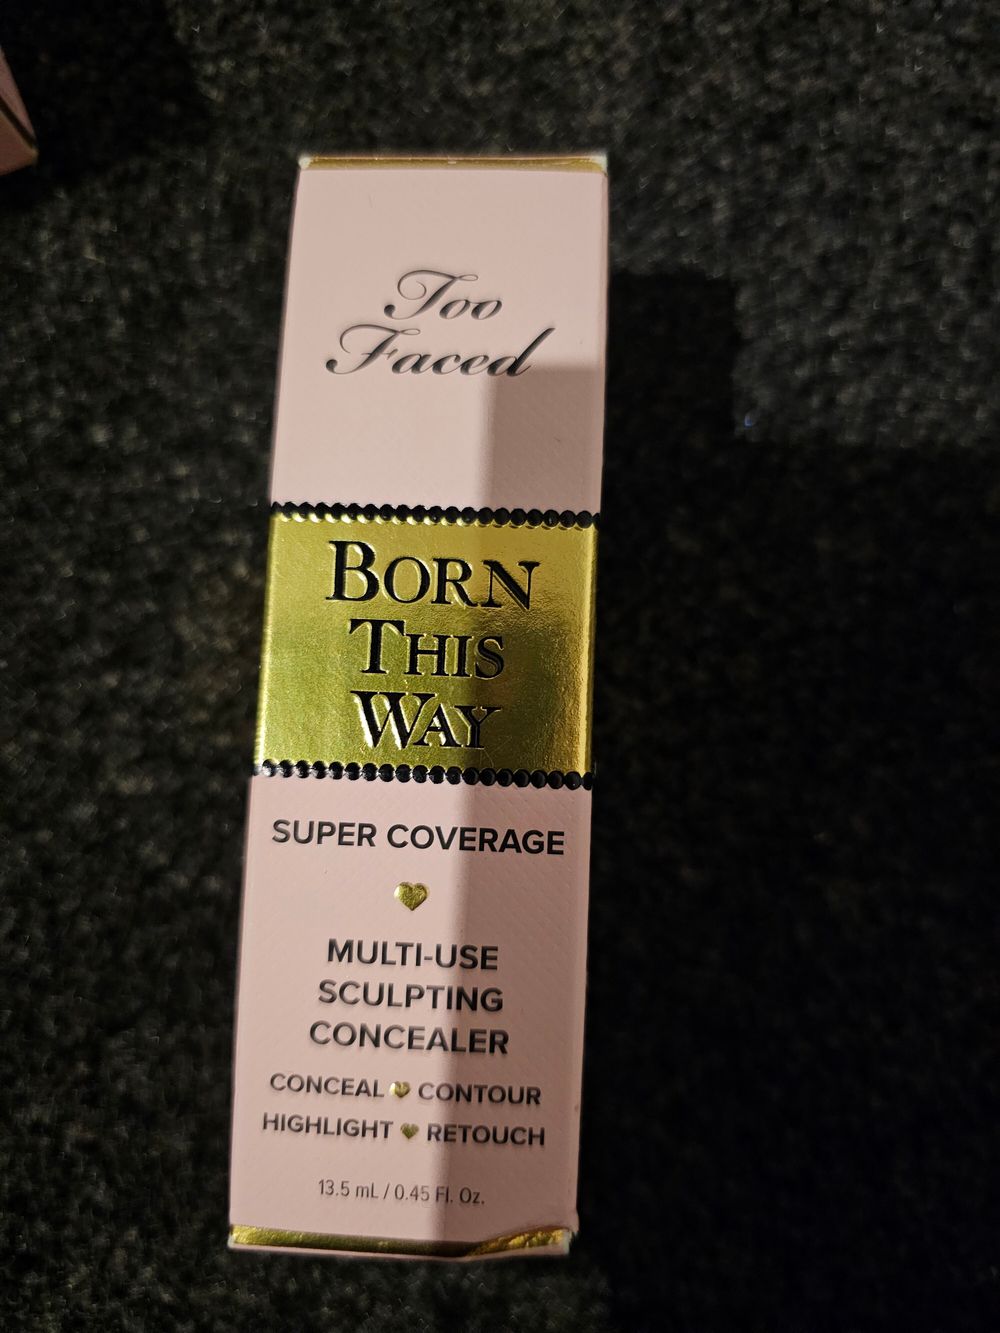 Too
Faced
BORN
THIS
WAY
SUPER COVERAGE
MULTI-USE
SCULPTING
CONCEALER
CONCEAL CONTOUR
HIGHLIGHT RETOUCH
13.5 mL / 0.45 Fl. Oz.